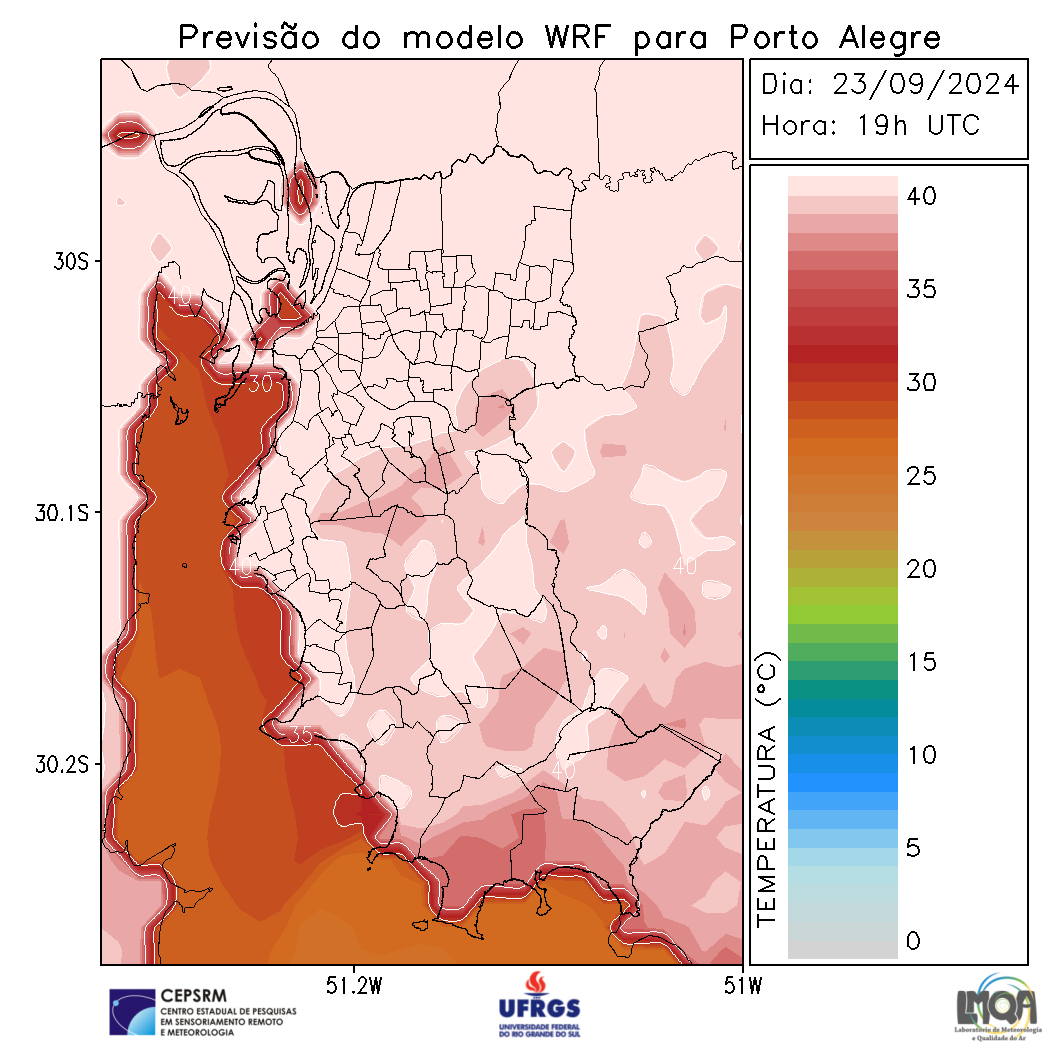 Previsão do modelo WRF para Porto Alegre
Dia: 23/09/2024
Hora: 19h UTC
30S
30.1S
30.2S
51.2W
51W
40
30
40
40
35
40
TEMPERATURA (°C)
40
35
30
25
20
15
10
5
0
CEPSRM
CENTRO ESTADUAL DE PESQUISAS
EM SENSORIAMENTO REMOTO
E METEOROLOGIA
UFRGS
UNIVERSIDADE FEDERAL
DO RIO GRANDE DO SUL
LMQA
Laboratório de Meteorologia
e Qualidade do Ar